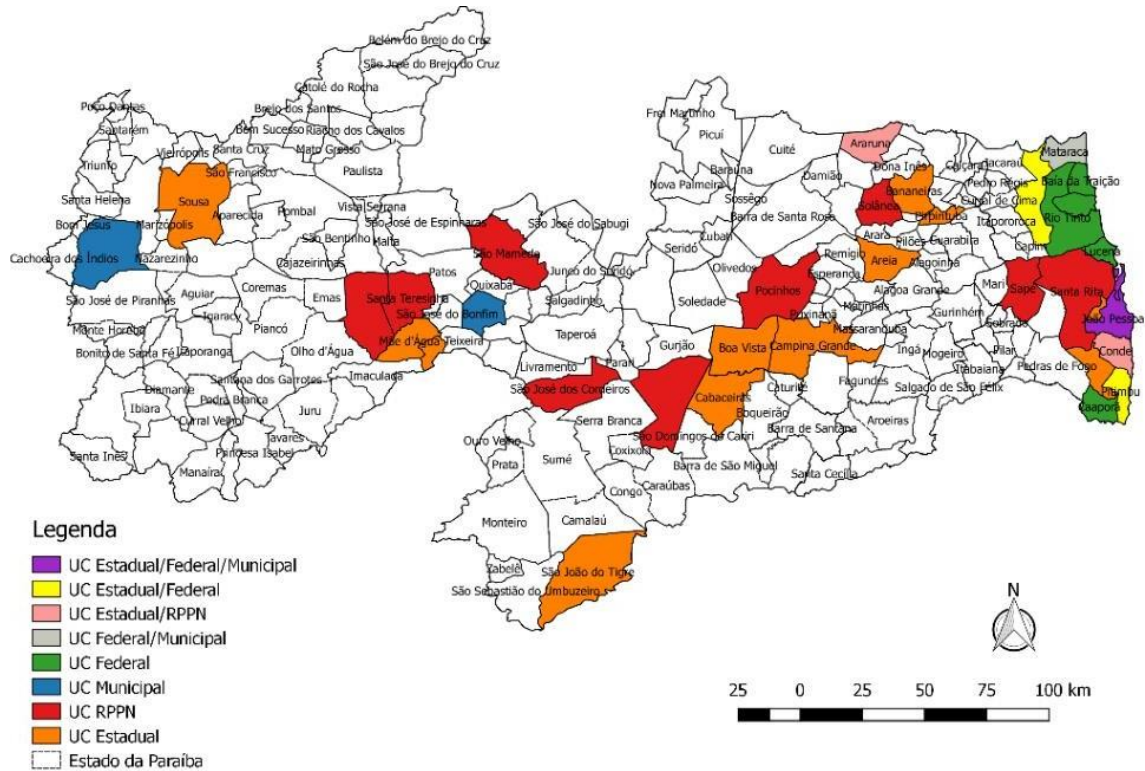 Belém do Brejo do Cruz
São José do Brejo do Cruz
Catolé do Rocha
Poço Dantas
Brejo dos Santos
Santarém
Bom Sucesso
Riacho dos Cavalos
Vieirópolis
Santa Cruz
Mato Grosso
Triunfo
São Francisco
Paulista
Santa Helena
Sousa
Aparecida
Pombal
Vista Serrana
São José de Espinharas
Bom Jesus
Marizópolis
São Bentinho
Malta
Cachoeira dos Índios
Nazarezinho
Cajazeirinhas
São José de Piranhas
Aguiar
Coremas
Emas
Patos
Santa Teresinha
São José do Bonfim
Quixaba
São Mamede
São José do Sabugi
Junco do Seridó
Salgadinho
Monte Horebe
Igaracy
Piancó
Mãe d'Água
Teixeira
Taperoá
Bonito de Santa Fé
Itaporanga
Olho d'Água
Imaculada
Livramento
Parari
Diamante
Santana dos Garrotes
Pedra Branca
Ibiara
Curral Velho
Juru
Tavares
Santa Inês
Princesa Isabel
Manaíra
Frei Martinho
Picuí
Cuité
Araruna
Baraúna
Nova Palmeira
Damião
Dona Inês
Caiçara
Jacaraú
Mataraca
Sossêgo
Barra de Santa Rosa
Solânea
Bananeiras
Pirpirituba
Pedro Régis
Curral de Cima
Baía da Traição
Itapororoca
Rio Tinto
Seridó
Cubati
Arara
Pilões
Guarabira
Capim
Lucena
Olivedos
Remígio
Areia
Alagoinha
Esperança
Alagoa Grande
Mari
Sapé
Santa Rita
Soledade
Pocinhos
Matinhas
Puxinanã
Massaranduba
Gurinhém
Sobrado
João Pessoa
Gurjão
Boa Vista
Campina Grande
Ingá
Mogeiro
Pilar
Itabaiana
Pedras de Fogo
Conde
Pitimbu
Caaporã
São José dos Cordeiros
Cabaceiras
Caturité
Fagundes
Salgado de São Félix
Boqueirão
Serra Branca
São Domingos do Cariri
Barra de Santana
Aroeiras
Ouro Velho
Sumé
Coxixola
Prata
Barra de São Miguel
Santa Cecília
Congo
Caraúbas
Monteiro
Camalaú
Zabelê
São João do Tigre
São Sebastião do Umbuzeiro
Legenda
UC Estadual/Federal/Municipal
UC Estadual/Federal
UC Estadual/RPPN
UC Federal/Municipal
UC Federal
UC Municipal
UC RPPN
UC Estadual
Estado da Paraíba
N
25 0 25 50 75 100 km